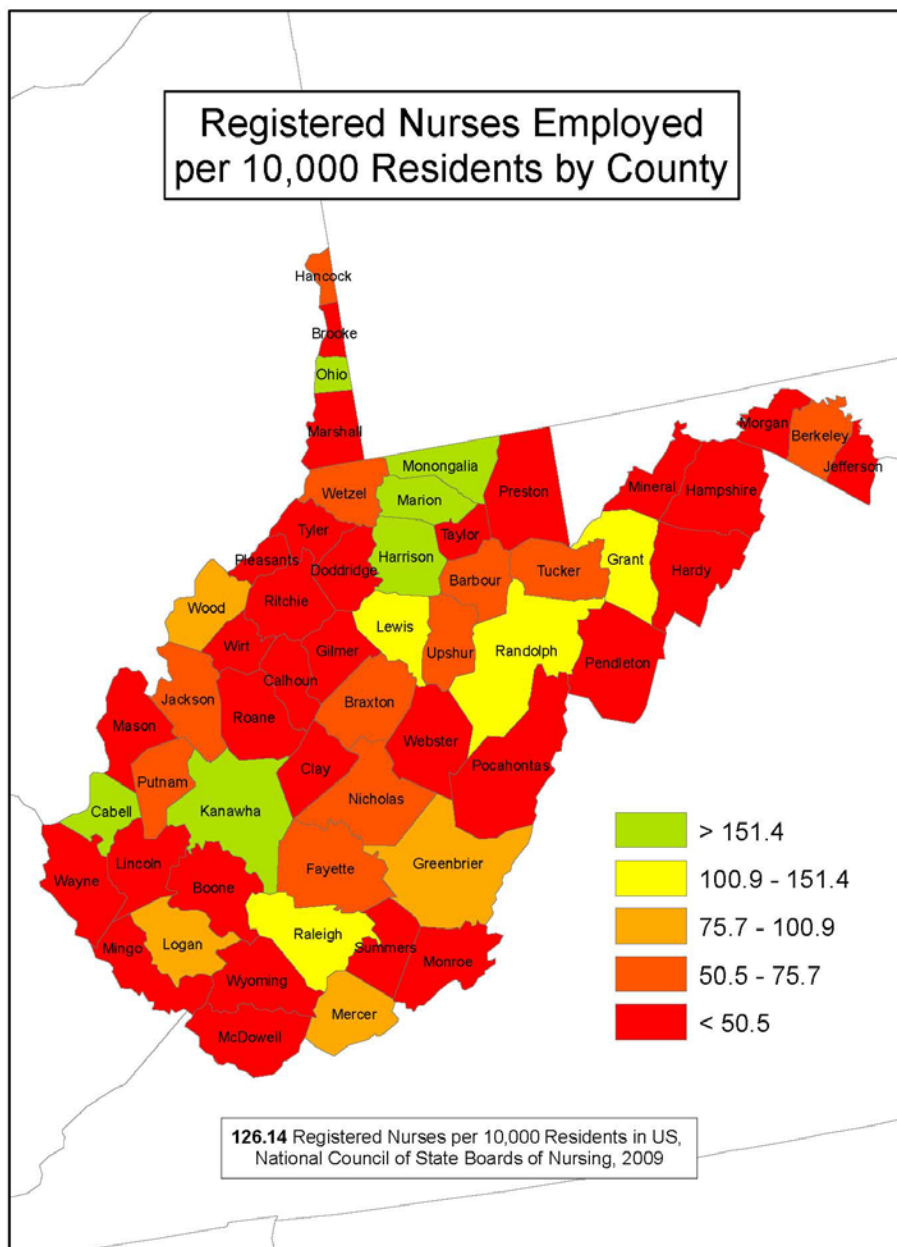 Registered Nurses Employed
per 10,000 Residents by County
Hancock
Brooke
Ohio
Marshall
Monongalia
Wetzel
Marion
Preston
Tyler
Taylor
Pleasants
Doddridge
Harrison
Morgan
Berkeley
Jefferson
Mineral
Hampshire
Grant
Hardy
Tucker
Barbour
Ritchie
Wood
Lewis
Upshur
Randolph
Pendleton
Wirt
Gilmer
Calhoun
Jackson
Roane
Braxton
Webster
Pocahontas
Mason
Putnam
Clay
Nicholas
Cabell
Kanawha
Greenbrier
Lincoln
Fayette
Wayne
Boone
Raleigh
Summers
Monroe
Mingo
Logan
Wyoming
Mercer
McDowell
> 151.4
100.9 - 151.4
75.7 - 100.9
50.5 - 75.7
< 50.5
126.14 Registered Nurses per 10,000 Residents in US,
National Council of State Boards of Nursing, 2009